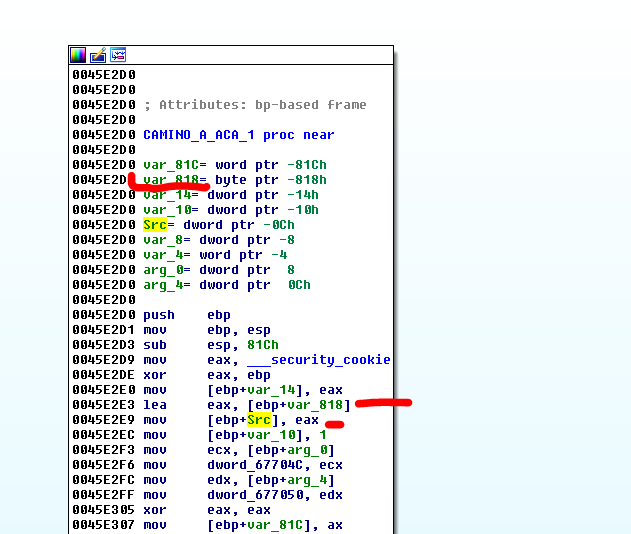 0045E2D0
0045E2D0
0045E2D0 ; Attributes: bp-based frame
0045E2D0
0045E2D0 CAMINO_A_ACA_1 proc near
0045E2D0
0045E2D0 var_81C= word ptr -81Ch
0045E2D0 var_818= byte ptr -818h
0045E2D0 var_14= dword ptr -14h
0045E2D0 var_10= dword ptr -10h
0045E2D0 Src= dword ptr -0Ch
0045E2D0 var_8= dword ptr -8
0045E2D0 var_4= word ptr -4
0045E2D0 arg_0= dword ptr  8
0045E2D0 arg_4= dword ptr  0Ch
0045E2D0
0045E2D0 push    ebp
0045E2D1 mov     ebp, esp
0045E2D3 sub     esp, 81Ch
0045E2D9 mov     eax, ___security_cookie
0045E2DE xor     eax, ebp
0045E2E0 mov     [ebp+var_14], eax
0045E2E3 lea     eax, [ebp+var_818]
0045E2E9 mov     [ebp+Src], eax
0045E2EC mov     [ebp+var_10], 1
0045E2F3 mov     ecx, [ebp+arg_0]
0045E2F6 mov     dword_67704C, ecx
0045E2FC mov     edx, [ebp+arg_4]
0045E2FF mov     dword_677050, edx
0045E305 xor     eax, eax
0045E307 mov     [ebp+var_81C], ax